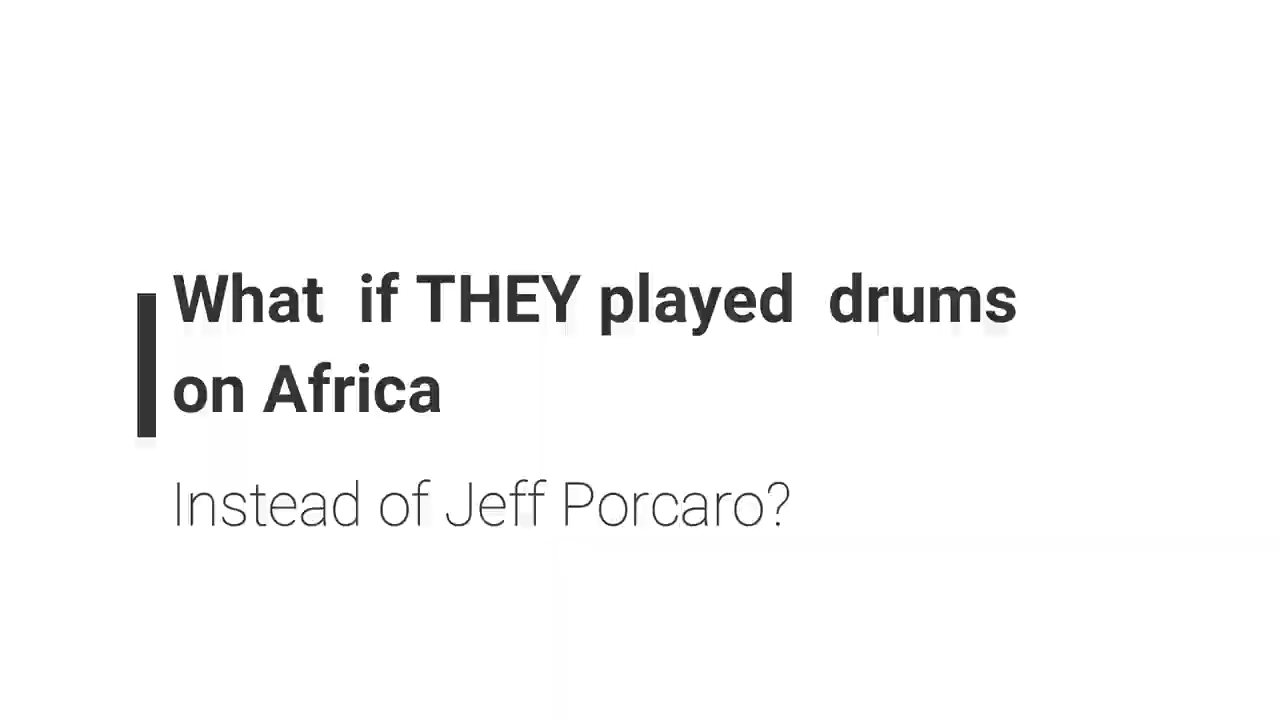 What if THEY played drums
on Africa
Instead of Jeff Porcaro?